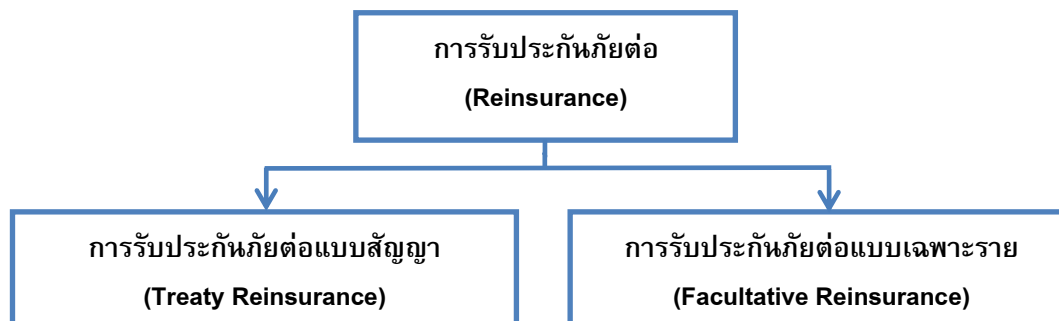 การรับประกันภัยต่อ
(Reinsurance)
การรับประกันภัยต่อแบบสัญญา
(Treaty Reinsurance)
การรับประกันภัยต่อแบบเฉพาะราย
(Facultative Reinsurance)